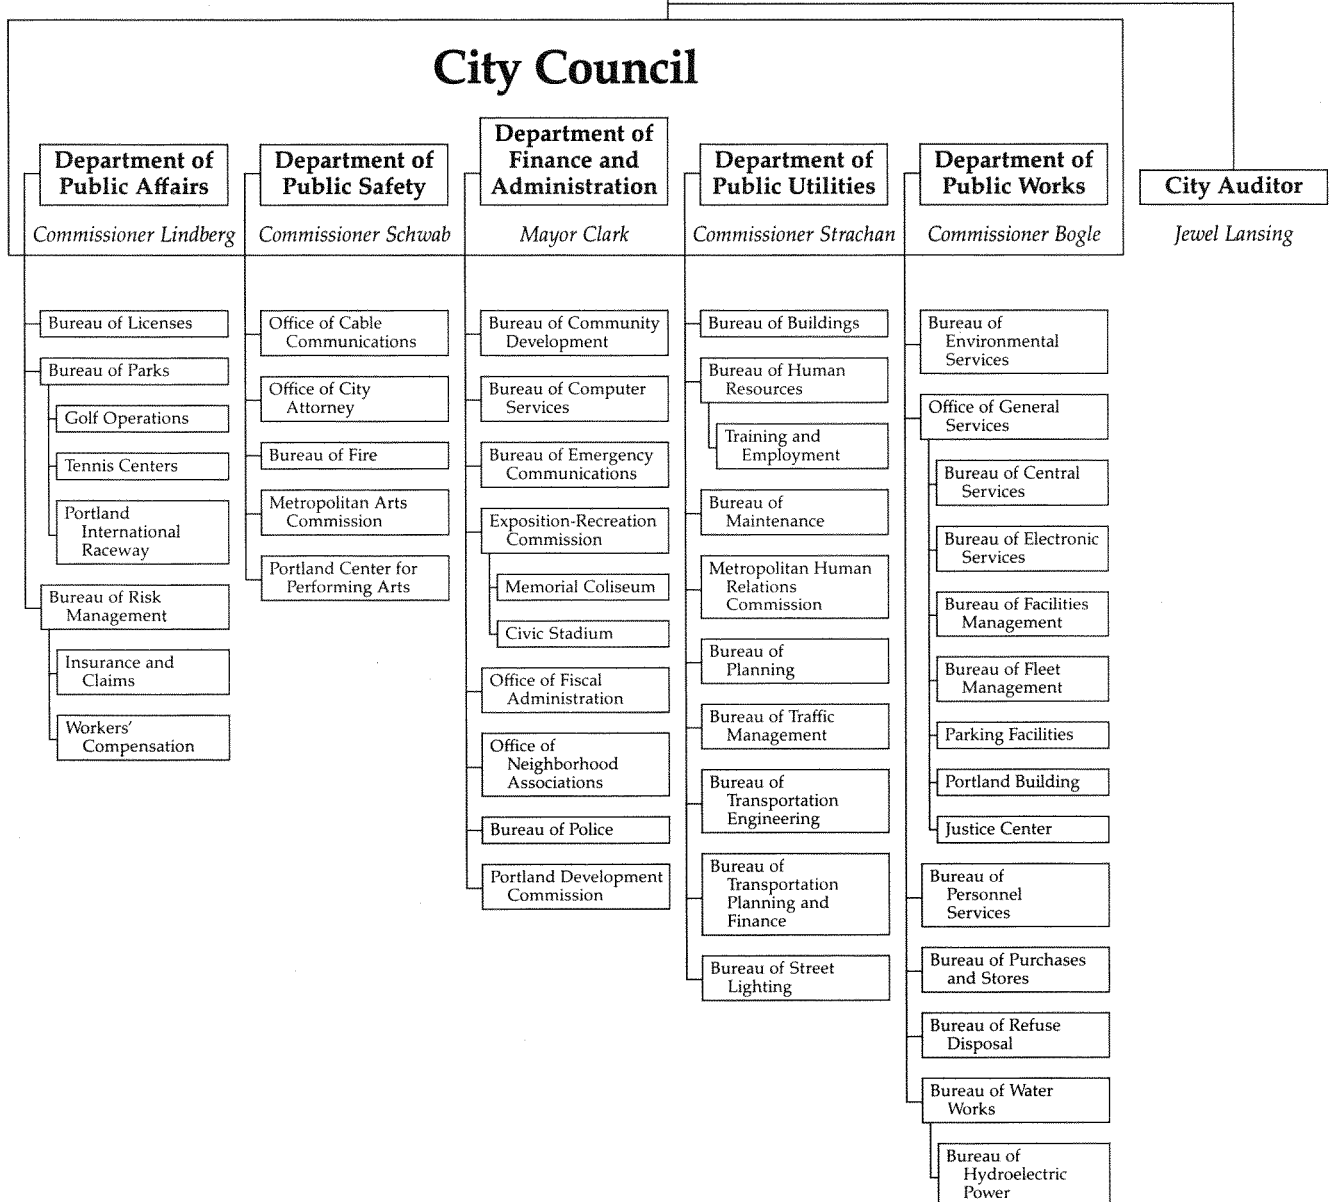 City Council
Department of
Public Affairs
Commissioner Lindberg
Department of
Public Safety
Commissioner Schwab
Department of
Finance and
Administration
Mayor Clark
Department of
Public Utilities
Commissioner Strachan
Department of
Public Works
Commissioner Bogle
City Auditor
Jewel Lansing
Bureau of Licenses
Bureau of Parks
Golf Operations
Tennis Centers
Portland
International
Raceway
Bureau of Risk
Management
Insurance and
Claims
Workers'
Compensation
Office of Cable
Communications
Office of City
Attorney
Bureau of Fire
Metropolitan Arts
Commission
Portland Center for
Performing Arts
Bureau of Community
Development
Bureau of Computer
Services
Bureau of Emergency
Communications
Exposition-Recreation
Commission
Memorial Coliseum
Civic Stadium
Office of Fiscal
Administration
Office of
Neighborhood
Associations
Bureau of Police
Portland Development
Commission
Bureau of Buildings
Bureau of Human
Resources
Training and
Employment
Bureau of
Maintenance
Metropolitan Human
Relations
Commission
Bureau of
Planning
Bureau of Traffic
Management
Bureau of
Transportation
Engineering
Bureau of
Transportation
Planning and
Finance
Bureau of Street
Lighting
Bureau of
Environmental
Services
Office of General
Services
Bureau of Central
Services
Bureau of Electronic
Services
Bureau of Facilities
Management
Bureau of Fleet
Management
Parking Facilities
Portland Building
Justice Center
Bureau of
Personnel
Services
Bureau of Purchases
and Stores
Bureau of Refuse
Disposal
Bureau of Water
Works
Bureau of
Hydroelectric
Power